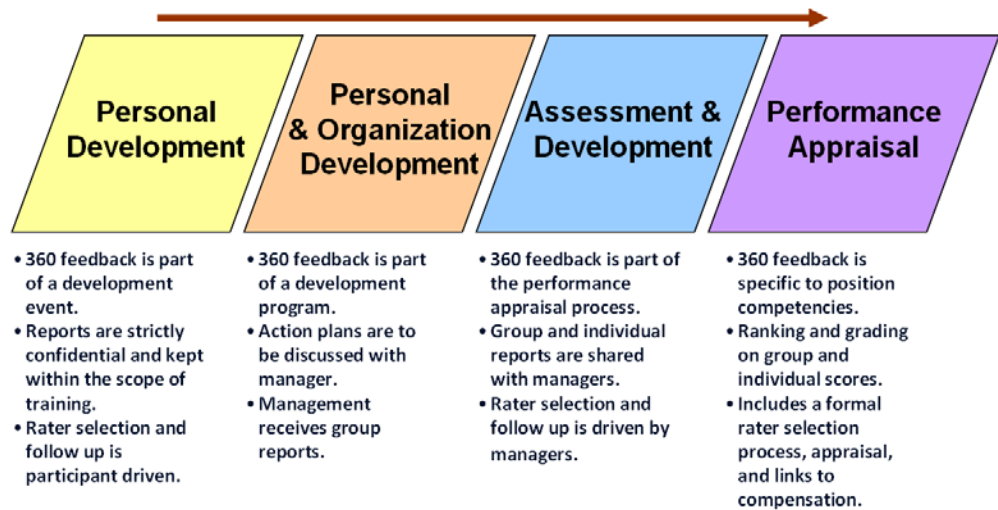 Personal
Development
Personal
& Organization
Development
Assessment &
Development
Performance
Appraisal
• 360 feedback is part
of a development
event.
• Reports are strictly
confidential and kept
within the scope of
training.
• Rater selection and
follow up is
participant driven.
• 360 feedback is part
of a development
program.
• Action plans are to
be discussed with
manager.
• Management
receives group
reports.
• 360 feedback is part of
the performance
appraisal process.
• Group and individual
reports are shared
with managers.
• Rater selection and
follow up is driven by
managers.
• 360 feedback is
specific to position
competencies.
• Ranking and grading
on group and
individual scores.
• Includes a formal
rater selection
process, appraisal,
and links to
compensation.